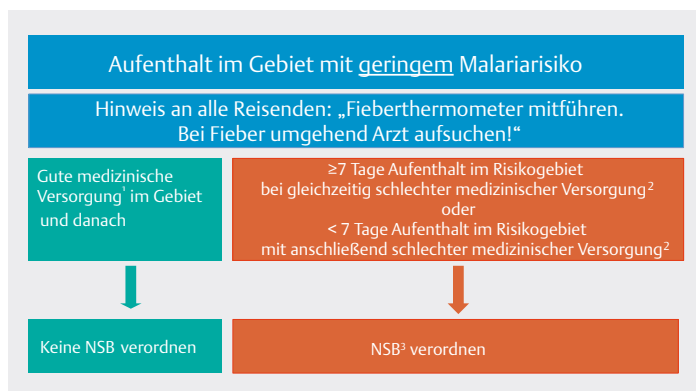 Aufenthalt im Gebiet mit geringem Malariarisiko
Hinweis an alle Reisenden: „Fieberthermometer mitführen.
Bei Fieber umgehend Arzt aufsuchen!“
Gute medizinische
Versorgung¹ im Gebiet
und danach
≥7 Tage Aufenthalt im Risikogebiet
bei gleichzeitig schlechter medizinischer Versorgung²
oder
< 7 Tage Aufenthalt im Risikogebiet
mit anschließend schlechter medizinischer Versorgung²
Keine NSB verordnen
NSB³ verordnen